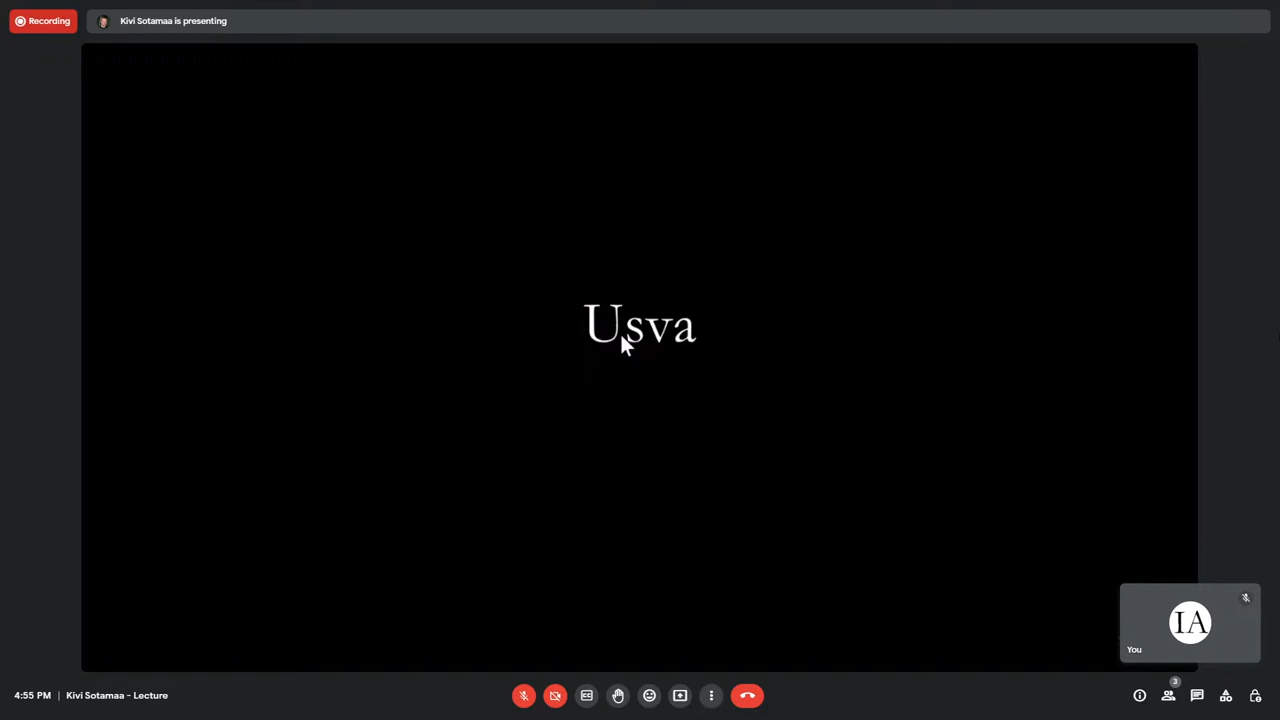 Recording
Kivi Sotamaa is presenting
Usva
IA
You
3
4:55 PM | Kivi Sotamaa - Lecture